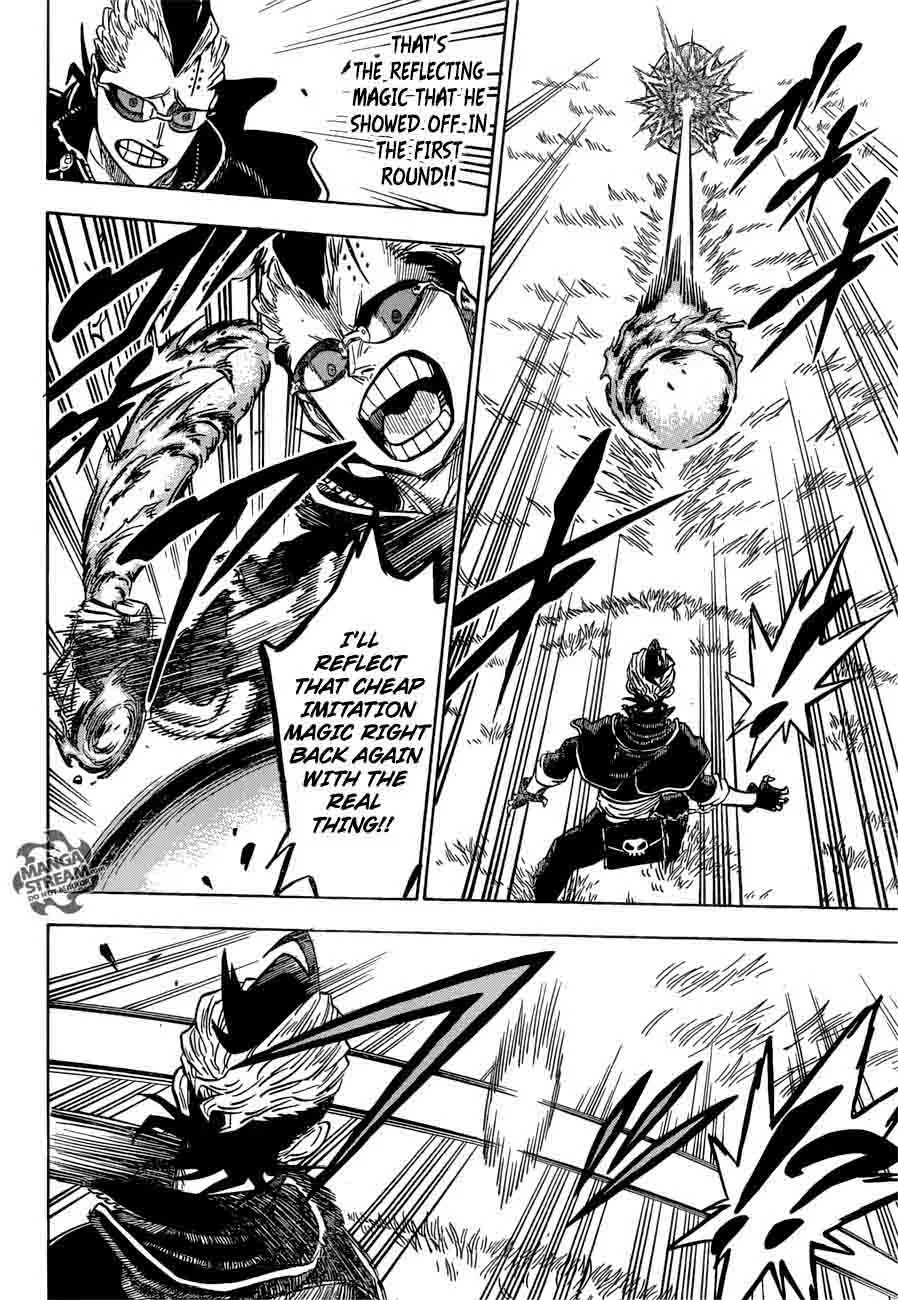 THAT'S
THE REFLECTING
MAGIC THAT HE
SHOWED OFF IN
THE FIRST
ROUND!!
I'LL
REFLECT
THAT CHEAP
IMITATION
MAGIC RIGHT
BACK AGAIN
WITH THE
REAL
THING!!
MANGA
STREAM